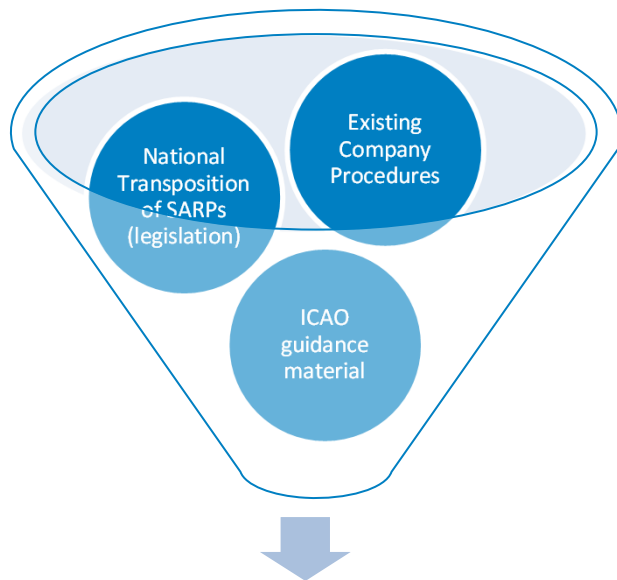 Existing
Company
Procedures
National
Transposition
of SARPs
(legislation)
ICAO
guidance
material